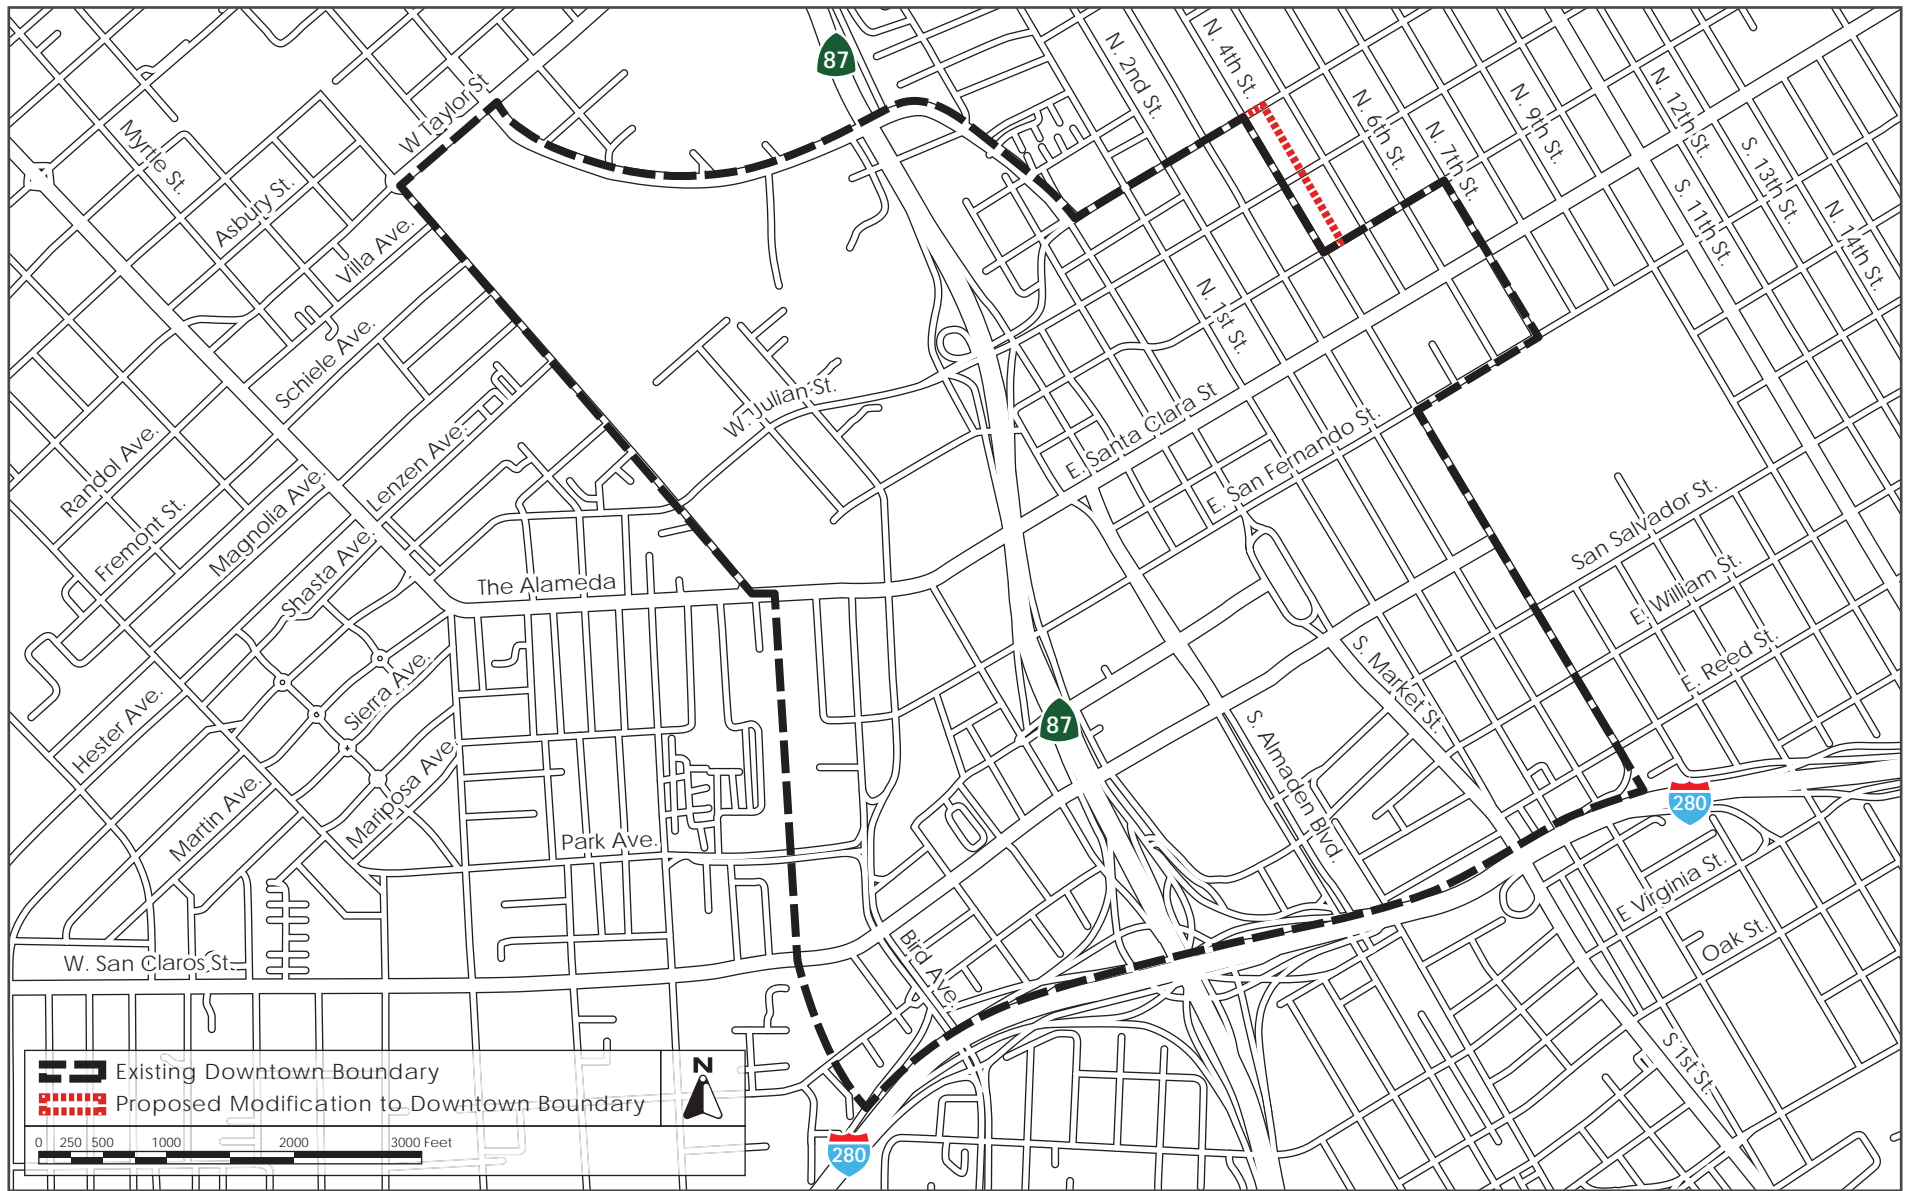 87
N. 2nd St.
N. 4th St.
N. 6th St.
N. 7th St.
N. 9th St.
N. 12th St.
S. 13th St.
S. 11th St.
N. 14th St.
W Taylor St
Myrtle St.
Asbury St.
Villa Ave.
Schiele Ave.
N. 1st St.
W. Julian St.
E. Santa Clara St
E. San Fernando St.
Randol Ave.
Fremont St.
Magnolia Ave.
Lenzen Ave.
Shasta Ave.
The Alameda
San Salvador St.
E. William St.
E. Reed St.
Hester Ave.
Sierra Ave.
Mariposa Ave.
Martin Ave.
87
S. Market St.
S. Almaden Blvd.
280
Park Ave.
E Virginia St.
Oak St.
W. San Claros St.
Bird Ave.
S 1st St.
280
Existing Downtown Boundary
Proposed Modification to Downtown Boundary
N
0 250 500 1000 2000 3000 Feet